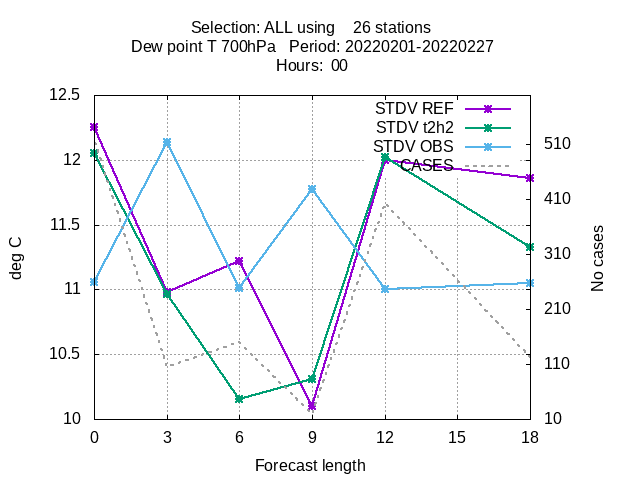 Selection: ALL using    26 stations
Dew point T 700hPa   Period: 20220201-20220227
Hours:  00
STDV REF
STDV t2h2
STDV OBS
CASES
12.5
12
11.5
11
10.5
10
510
410
310
210
110
10
deg C
No cases
0 3 6 9 12 15 18
Forecast length